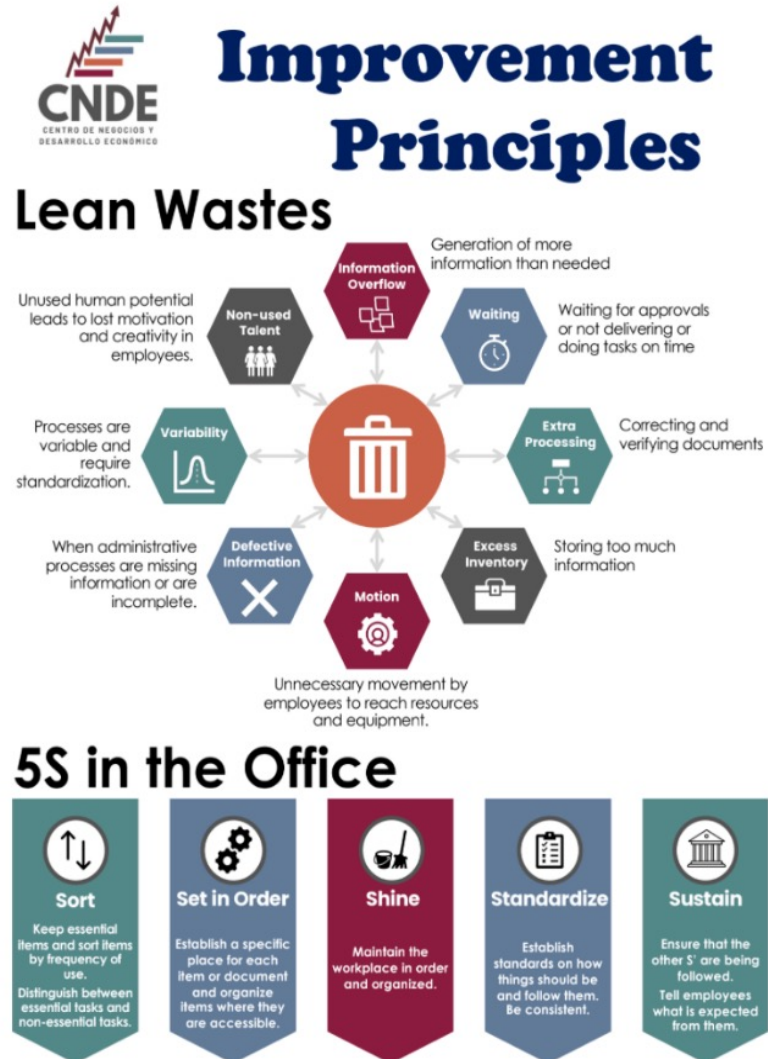 CNDE
CENTRO DE NEGOCIOS Y
DESARROLLO ECONÓMICO
Improvement
Principles
Lean Wastes
Information
Overflow
Generation of more
information than needed
Waiting
Waiting for approvals
or not delivering or
doing tasks on time
Extra
Processing
Correcting and
verifying documents
Excess
Inventory
Storing too much
information
Motion
Unnecessary movement by
employees to reach resources
and equipment.
Defective
Information
When administrative
processes are missing
information or are
incomplete.
Variability
Processes are
variable and
require
standardization.
Non-used
Talent
Unused human potential
leads to lost motivation
and creativity in
employees.
5S in the Office
Sort
Keep essential
items and sort items
by frequency of
use.
Distinguish between
essential tasks and
non-essential tasks.
Set in Order
Establish a specific
place for each
item or document
and organize
items where they
are accessible.
Shine
Maintain the
workplace in order
and organized.
Standardize
Establish
standards on how
things should be
and follow them.
Be consistent.
Sustain
Ensure that the
other S' are being
followed.
Tell employees
what is expected
from them.